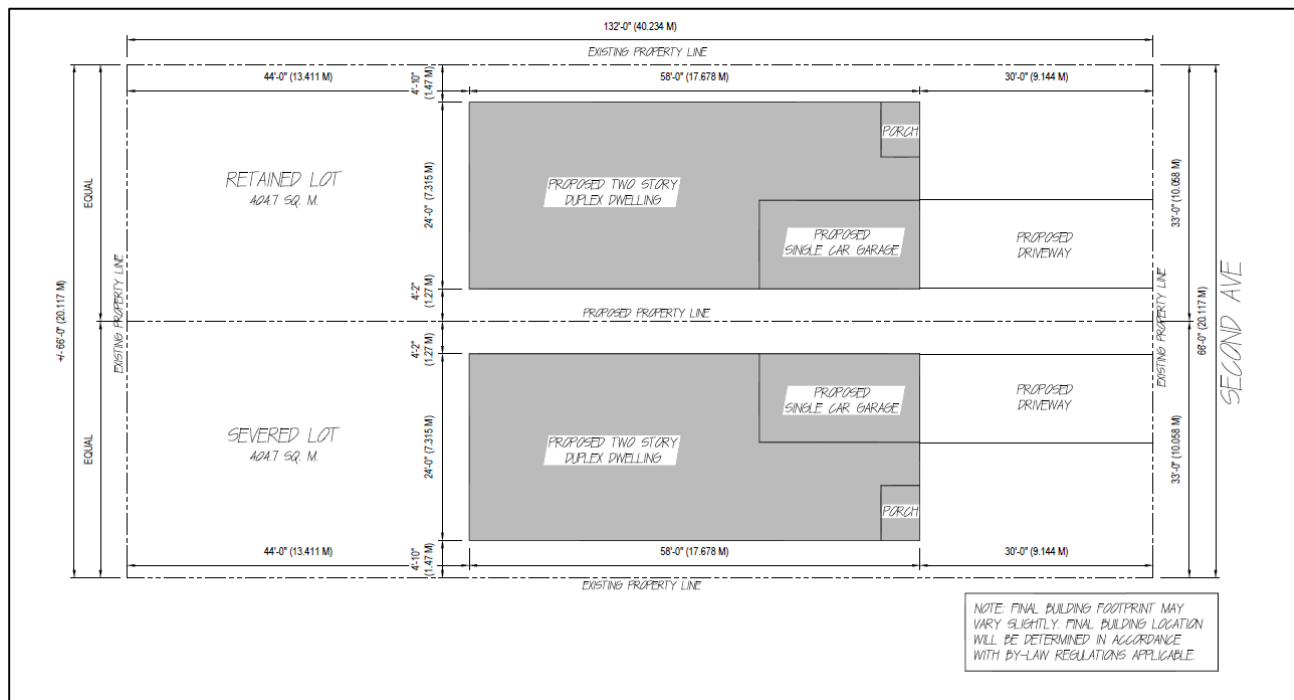 132'-0" (40.234 M)
EXISTING PROPERTY LINE
44'-0" (13.411 M)
4'-10"
(1.47 M)
58'-0" (17.678 M)
30'-0" (9.144 M)
PORCH
RETAINED LOT
404.7 SQ. M.
PROPOSED TWO STORY
DUPLEX DWELLING
EQUAL
24'-0" (7.315 M)
33'-0" (10.058 M)
PROPOSED
SINGLE CAR GARAGE
PROPOSED
DRIVEWAY
4'-2"
(1.27 M)
PROPOSED PROPERTY LINE
+/- 66'-0" (20.117 M)
EXISTING PROPERTY LINE
EXISTING PROPERTY LINE
66'-0" (20.117 M)
SECOND AVE
4'-2"
(1.27 M)
PROPOSED
SINGLE CAR GARAGE
PROPOSED
DRIVEWAY
SEVERED LOT
404.7 SQ. M.
PROPOSED TWO STORY
DUPLEX DWELLING
EQUAL
24'-0" (7.315 M)
33'-0" (10.058 M)
PORCH
44'-0" (13.411 M)
4'-10"
(1.47 M)
58'-0" (17.678 M)
30'-0" (9.144 M)
EXISTING PROPERTY LINE
NOTE: FINAL BUILDING FOOTPRINT MAY
VARY SLIGHTLY. FINAL BUILDING LOCATION
WILL BE DETERMINED IN ACCORDANCE
WITH BY-LAW REGULATIONS APPLICABLE.